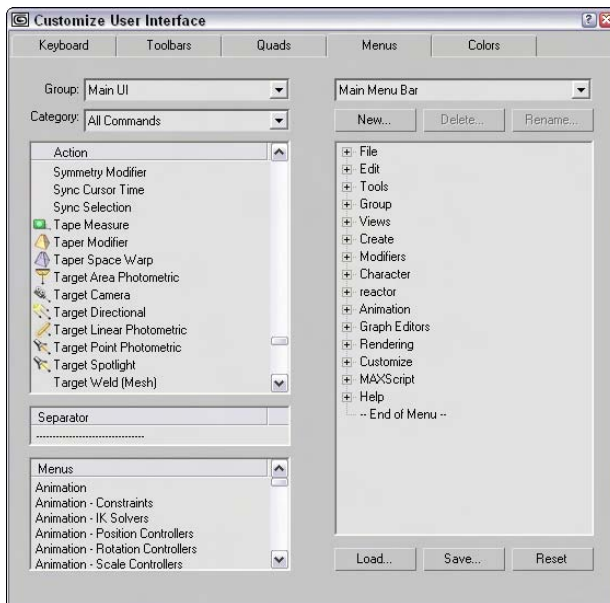 Customize User Interface
Keyboard Toolbars Quads Menus Colors
Group: Main UI
Category: All Commands
Action
Symmetry Modifier
Sync Cursor Time
Sync Selection
Tape Measure
Taper Modifier
Taper Space Warp
Target Area Photometric
Target Camera
Target Directional
Target Linear Photometric
Target Point Photometric
Target Spotlight
Target Weld (Mesh)
Separator
---------------------------------
Menus
Animation
Animation - Constraints
Animation - IK Solvers
Animation - Position Controllers
Animation - Rotation Controllers
Animation - Scale Controllers
Main Menu Bar
New... Delete... Rename...
File
Edit
Tools
Group
Views
Create
Modifiers
Character
reactor
Animation
Graph Editors
Rendering
Customize
MAXScript
Help
-- End of Menu --
Load... Save... Reset